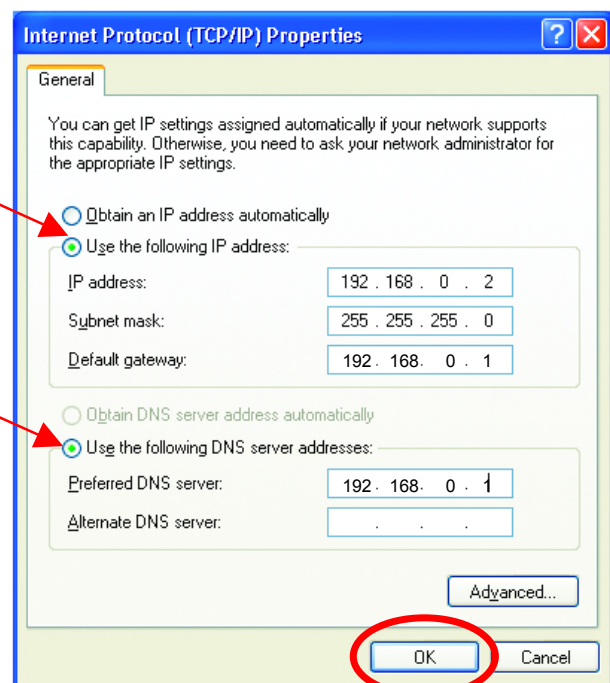 Internet Protocol (TCP/IP) Properties
General
You can get IP settings assigned automatically if your network supports
this capability. Otherwise, you need to ask your network administrator for
the appropriate IP settings.
Obtain an IP address automatically
Use the following IP address:
IP address: 192 . 168 . 0 . 2
Subnet mask: 255 . 255 . 255 . 0
Default gateway: 192 . 168 . 0 . 1
Obtain DNS server address automatically
Use the following DNS server addresses:
Preferred DNS server: 192 . 168 . 0 . 1
Alternate DNS server: . . .
Advanced...
OK Cancel